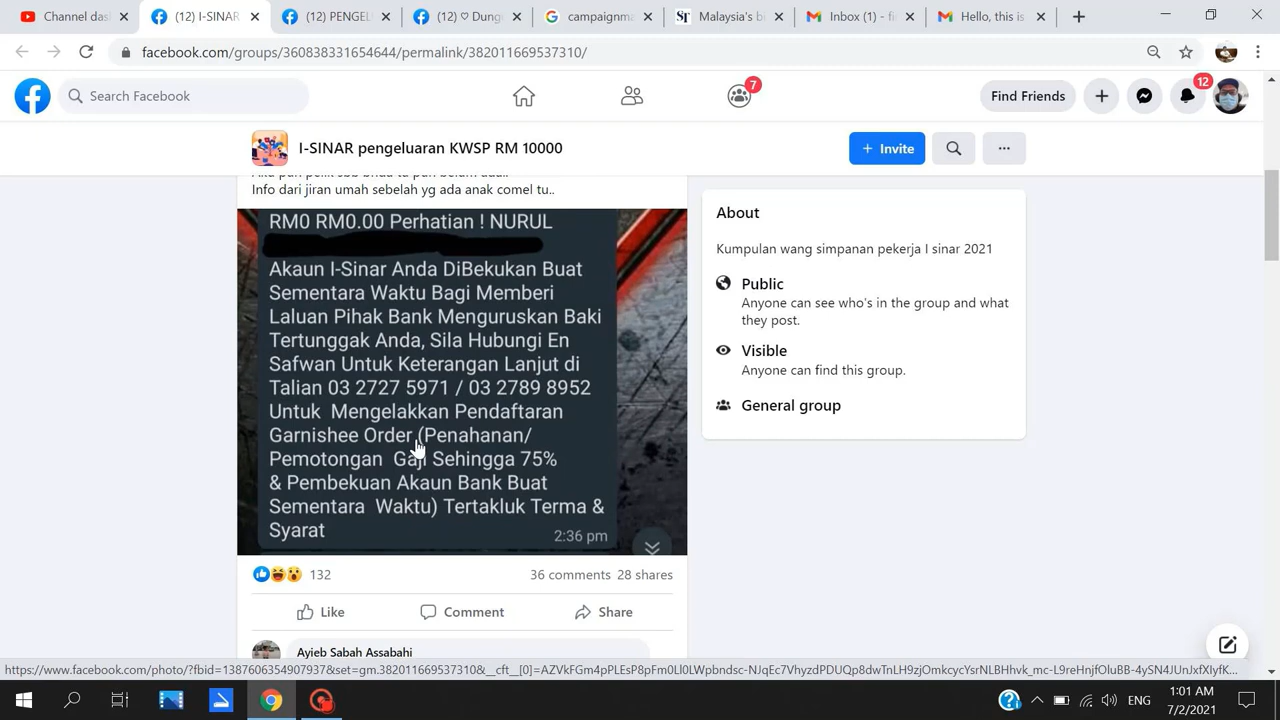 Channel dasl
(12) I-SINAR
(12) PENGEL
(12) ♡ Dung
campaignma
Malaysia's b
Inbox (1) - fi
Hello, this is
facebook.com/groups/360838331654644/permalink/382011669537310/
Search Facebook
7
Find Friends
12
I-SINAR pengeluaran KWSP RM 10000
+ Invite
Info dari jiran umah sebelah yg ada anak comel tu..
RM0 RM0.00 Perhatian ! NURUL
Akaun I-Sinar Anda DiBekukan Buat
Sementara Waktu Bagi Memberi
Laluan Pihak Bank Menguruskan Baki
Tertunggak Anda, Sila Hubungi En
Safwan Untuk Keterangan Lanjut di
Talian 03 2727 5971 / 03 2789 8952
Untuk Mengelakkan Pendaftaran
Garnishee Order (Penahanan/
Pemotongan Gaji Sehingga 75%
& Pembekuan Akaun Bank Buat
Sementara Waktu) Tertakluk Terma &
Syarat
2:36 pm
132
36 comments 28 shares
Like
Comment
Share
Ayieb Sabah Assabahi
About
Kumpulan wang simpanan pekerja I sinar 2021
Public
Anyone can see who's in the group and what
they post.
Visible
Anyone can find this group.
General group
ENG
1:01 AM
7/2/2021